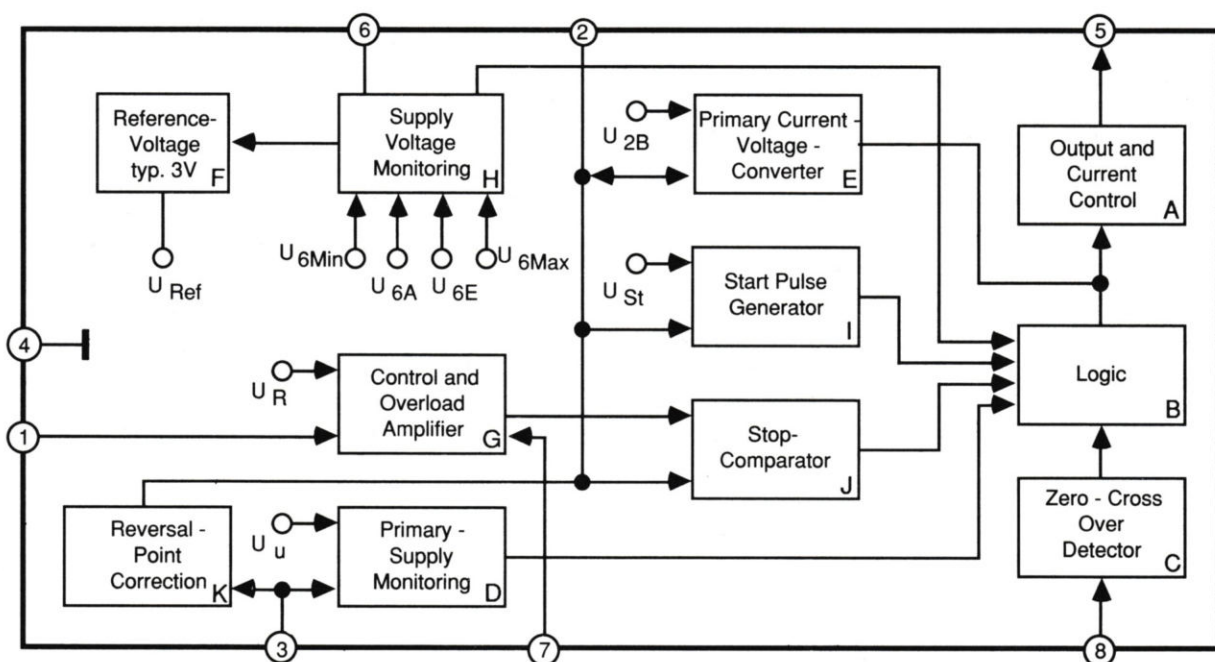 6
2
5
Reference-
Voltage
typ. 3V
F
Supply
Voltage
Monitoring
H
U 2B
Primary Current -
Voltage -
Converter
E
Output and
Current
Control
A
U Ref
U 6Min
U 6A
U 6E
U 6Max
U St
Start Pulse
Generator
I
4
U R
Control and
Overload
Amplifier
G
Logic
B
1
Stop-
Comparator
J
Reversal -
Point
Correction
K
U u
Primary -
Supply
Monitoring
D
Zero - Cross
Over
Detector
C
3
7
8